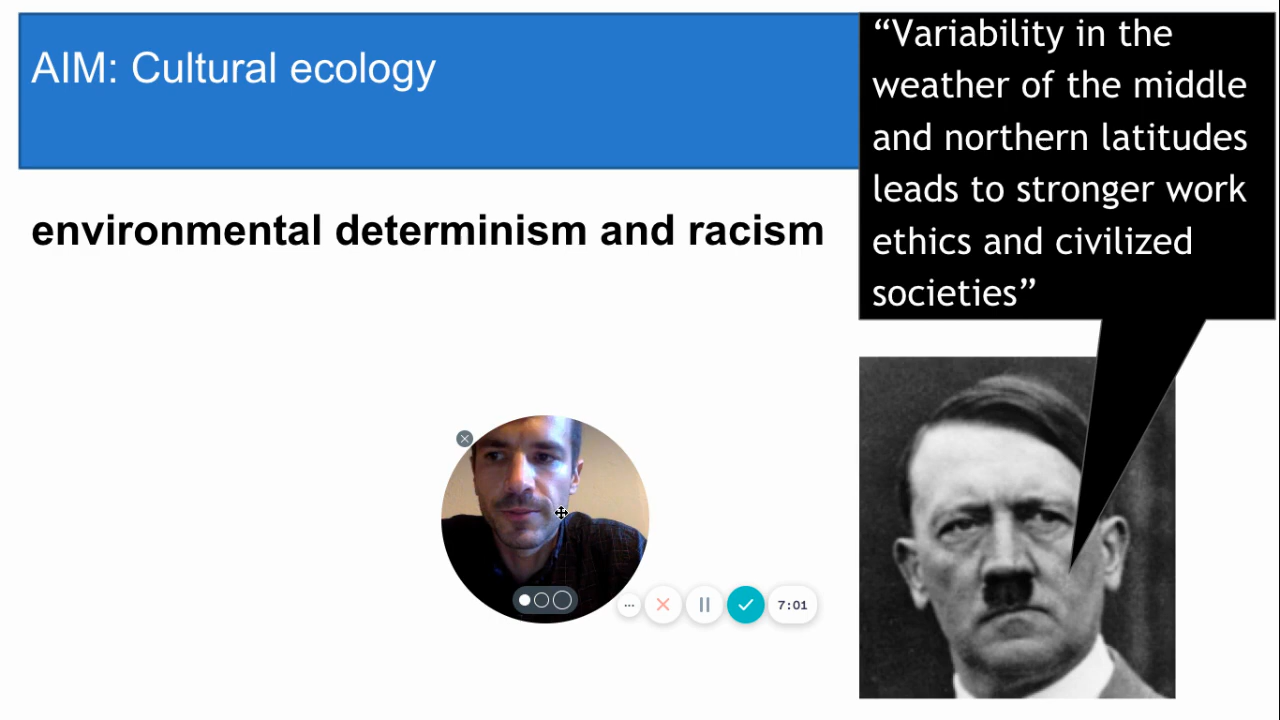 AIM: Cultural ecology
“Variability in the
weather of the middle
and northern latitudes
leads to stronger work
ethics and civilized
societies”
environmental determinism and racism
7:01